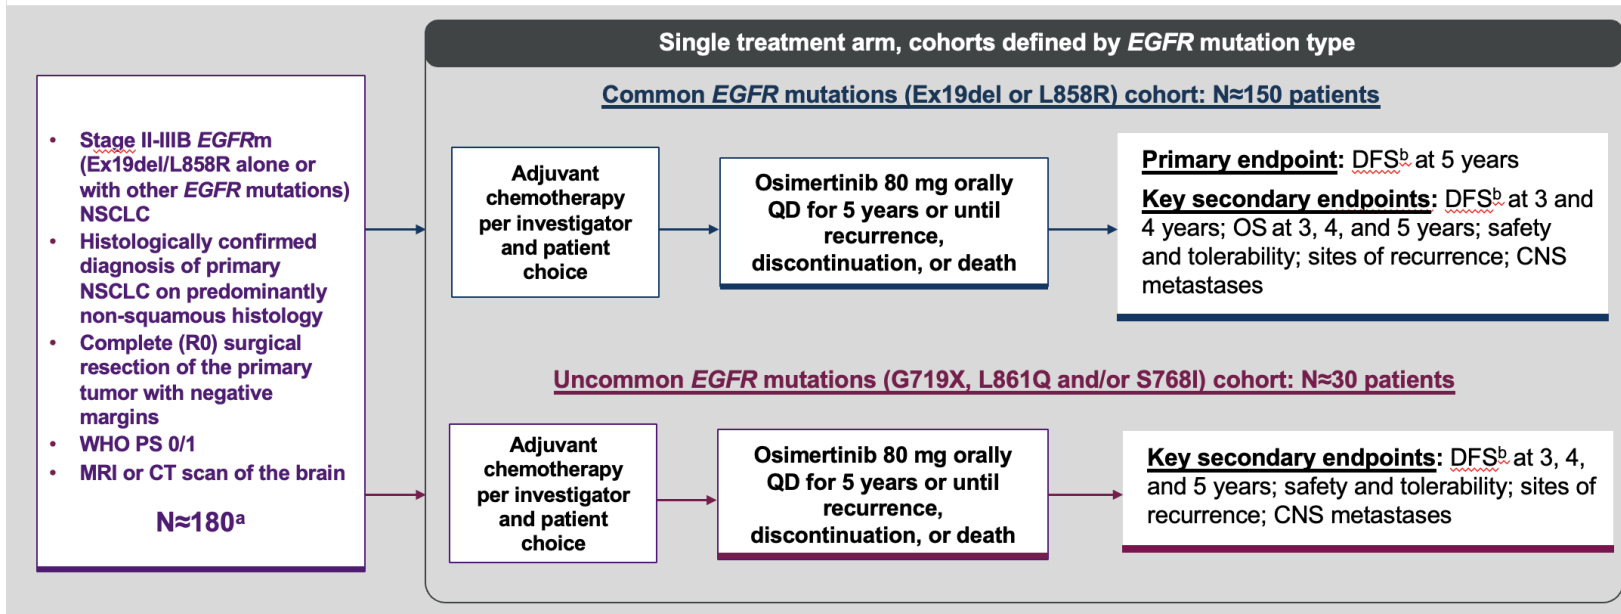 Single treatment arm, cohorts defined by EGFR mutation type
• Stage II-IIIB EGFRm
(Ex19del/L858R alone or
with other EGFR mutations)
NSCLC
• Histologically confirmed
diagnosis of primary
NSCLC on predominantly
non-squamous histology
• Complete (R0) surgical
resection of the primary
tumor with negative
margins
• WHO PS 0/1
• MRI or CT scan of the brain
N≈180ᵃ
Common EGFR mutations (Ex19del or L858R) cohort: N≈150 patients
Adjuvant
chemotherapy
per investigator
and patient
choice
Osimertinib 80 mg orally
QD for 5 years or until
recurrence,
discontinuation, or death
Primary endpoint: DFSᵇ at 5 years
Key secondary endpoints: DFSᵇ at 3 and
4 years; OS at 3, 4, and 5 years; safety
and tolerability; sites of recurrence; CNS
metastases
Uncommon EGFR mutations (G719X, L861Q and/or S768I) cohort: N≈30 patients
Adjuvant
chemotherapy
per investigator
and patient
choice
Osimertinib 80 mg orally
QD for 5 years or until
recurrence,
discontinuation, or death
Key secondary endpoints: DFSᵇ at 3, 4,
and 5 years; safety and tolerability; sites of
recurrence; CNS metastases